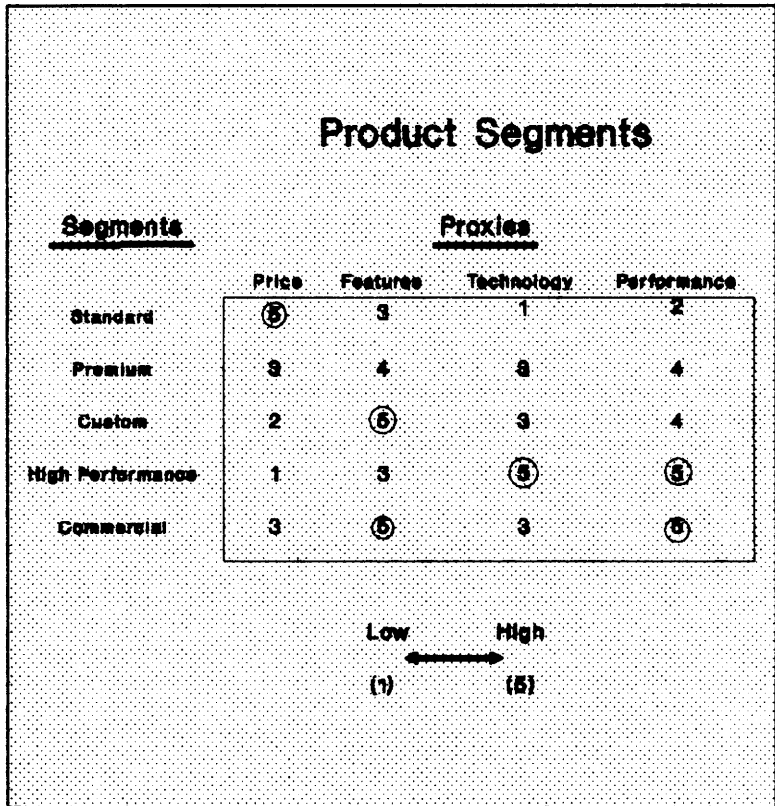 Product Segments
Segments Proxies
Price Features Technology Performance
Standard 5 3 1 2
Premium 3 4 3 4
Custom 2 5 3 4
High Performance 1 3 5 5
Commercial 3 5 3 5
Low High
(1) (5)